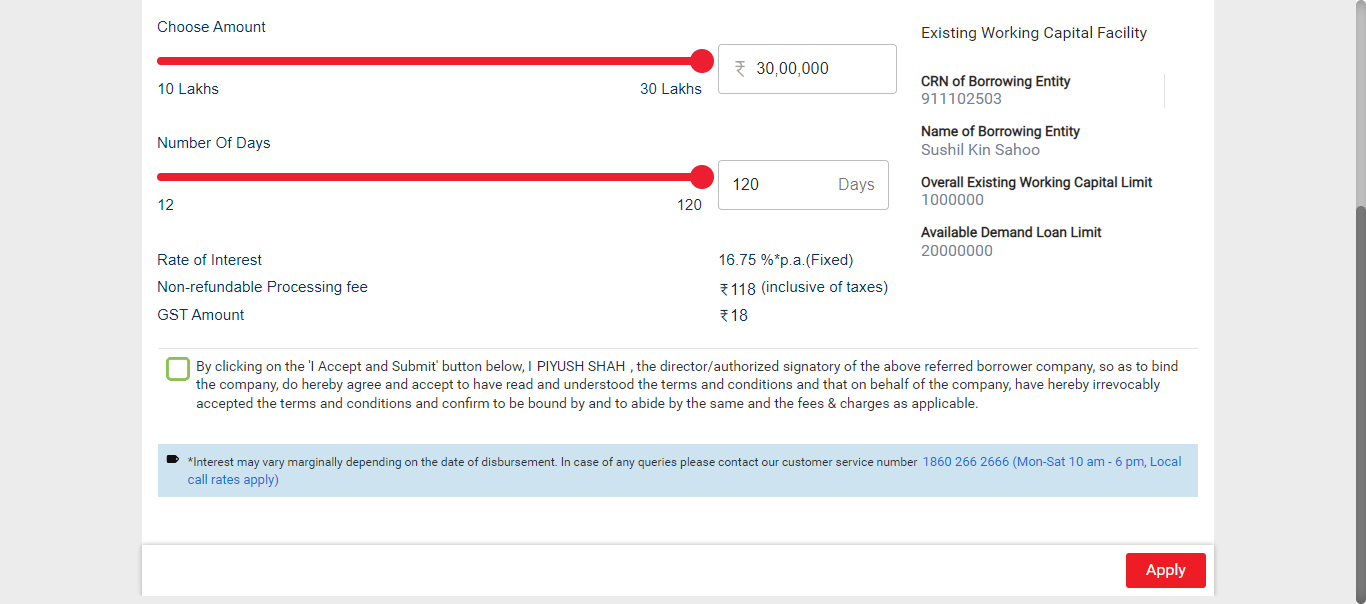 Choose Amount
₹ 30,00,000
10 Lakhs 30 Lakhs
Number Of Days
120 Days
12 120
Rate of Interest 16.75 %*p.a.(Fixed)
Non-refundable Processing fee ₹118 (inclusive of taxes)
GST Amount ₹18
Existing Working Capital Facility
CRN of Borrowing Entity
911102503
Name of Borrowing Entity
Sushil Kin Sahoo
Overall Existing Working Capital Limit
1000000
Available Demand Loan Limit
20000000
By clicking on the 'I Accept and Submit' button below, I PIYUSH SHAH , the director/authorized signatory of the above referred borrower company, so as to bind
the company, do hereby agree and accept to have read and understood the terms and conditions and that on behalf of the company, have hereby irrevocably
accepted the terms and conditions and confirm to be bound by and to abide by the same and the fees & charges as applicable.
*Interest may vary marginally depending on the date of disbursement. In case of any queries please contact our customer service number 1860 266 2666 (Mon-Sat 10 am - 6 pm, Local
call rates apply)
Apply